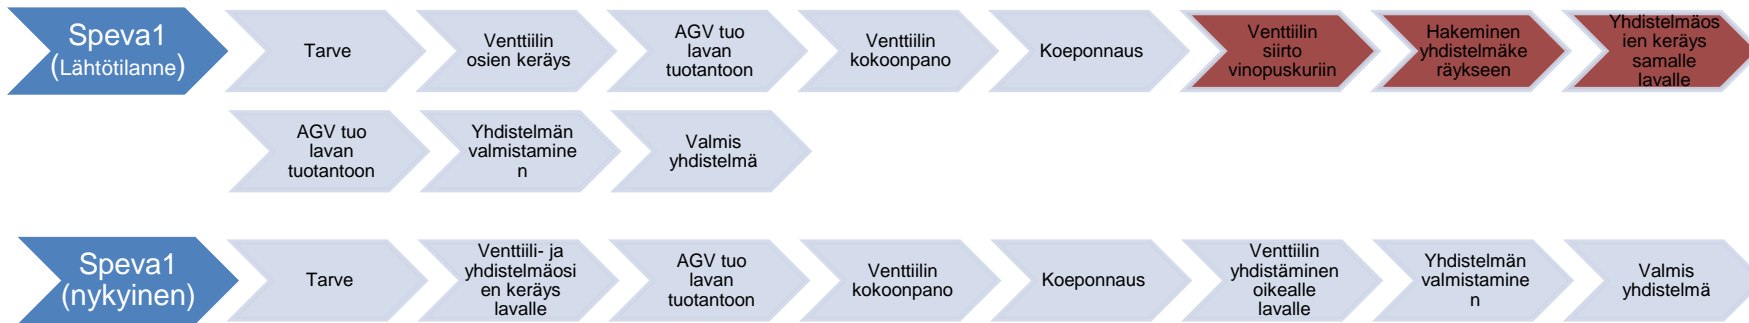 Speva1
(Lähtötilanne)
Tarve
Venttiilin
osien keräys
AGV tuo
lavan
tuotantoon
Venttiilin
kokoonpano
Koeponnaus
Venttiilin
siirto
vinopuskuriin
Hakeminen
yhdistelmäke
räykseen
Yhdistelmäos
ien keräys
samalle
lavalle
AGV tuo
lavan
tuotantoon
Yhdistelmän
valmistamine
n
Valmis
yhdistelmä
Speva1
(nykyinen)
Tarve
Venttiili- ja
yhdistelmäosi
en keräys
lavalle
AGV tuo
lavan
tuotantoon
Venttiilin
kokoonpano
Koeponnaus
Venttiilin
yhdistäminen
oikealle
lavalle
Yhdistelmän
valmistamine
n
Valmis
yhdistelmä